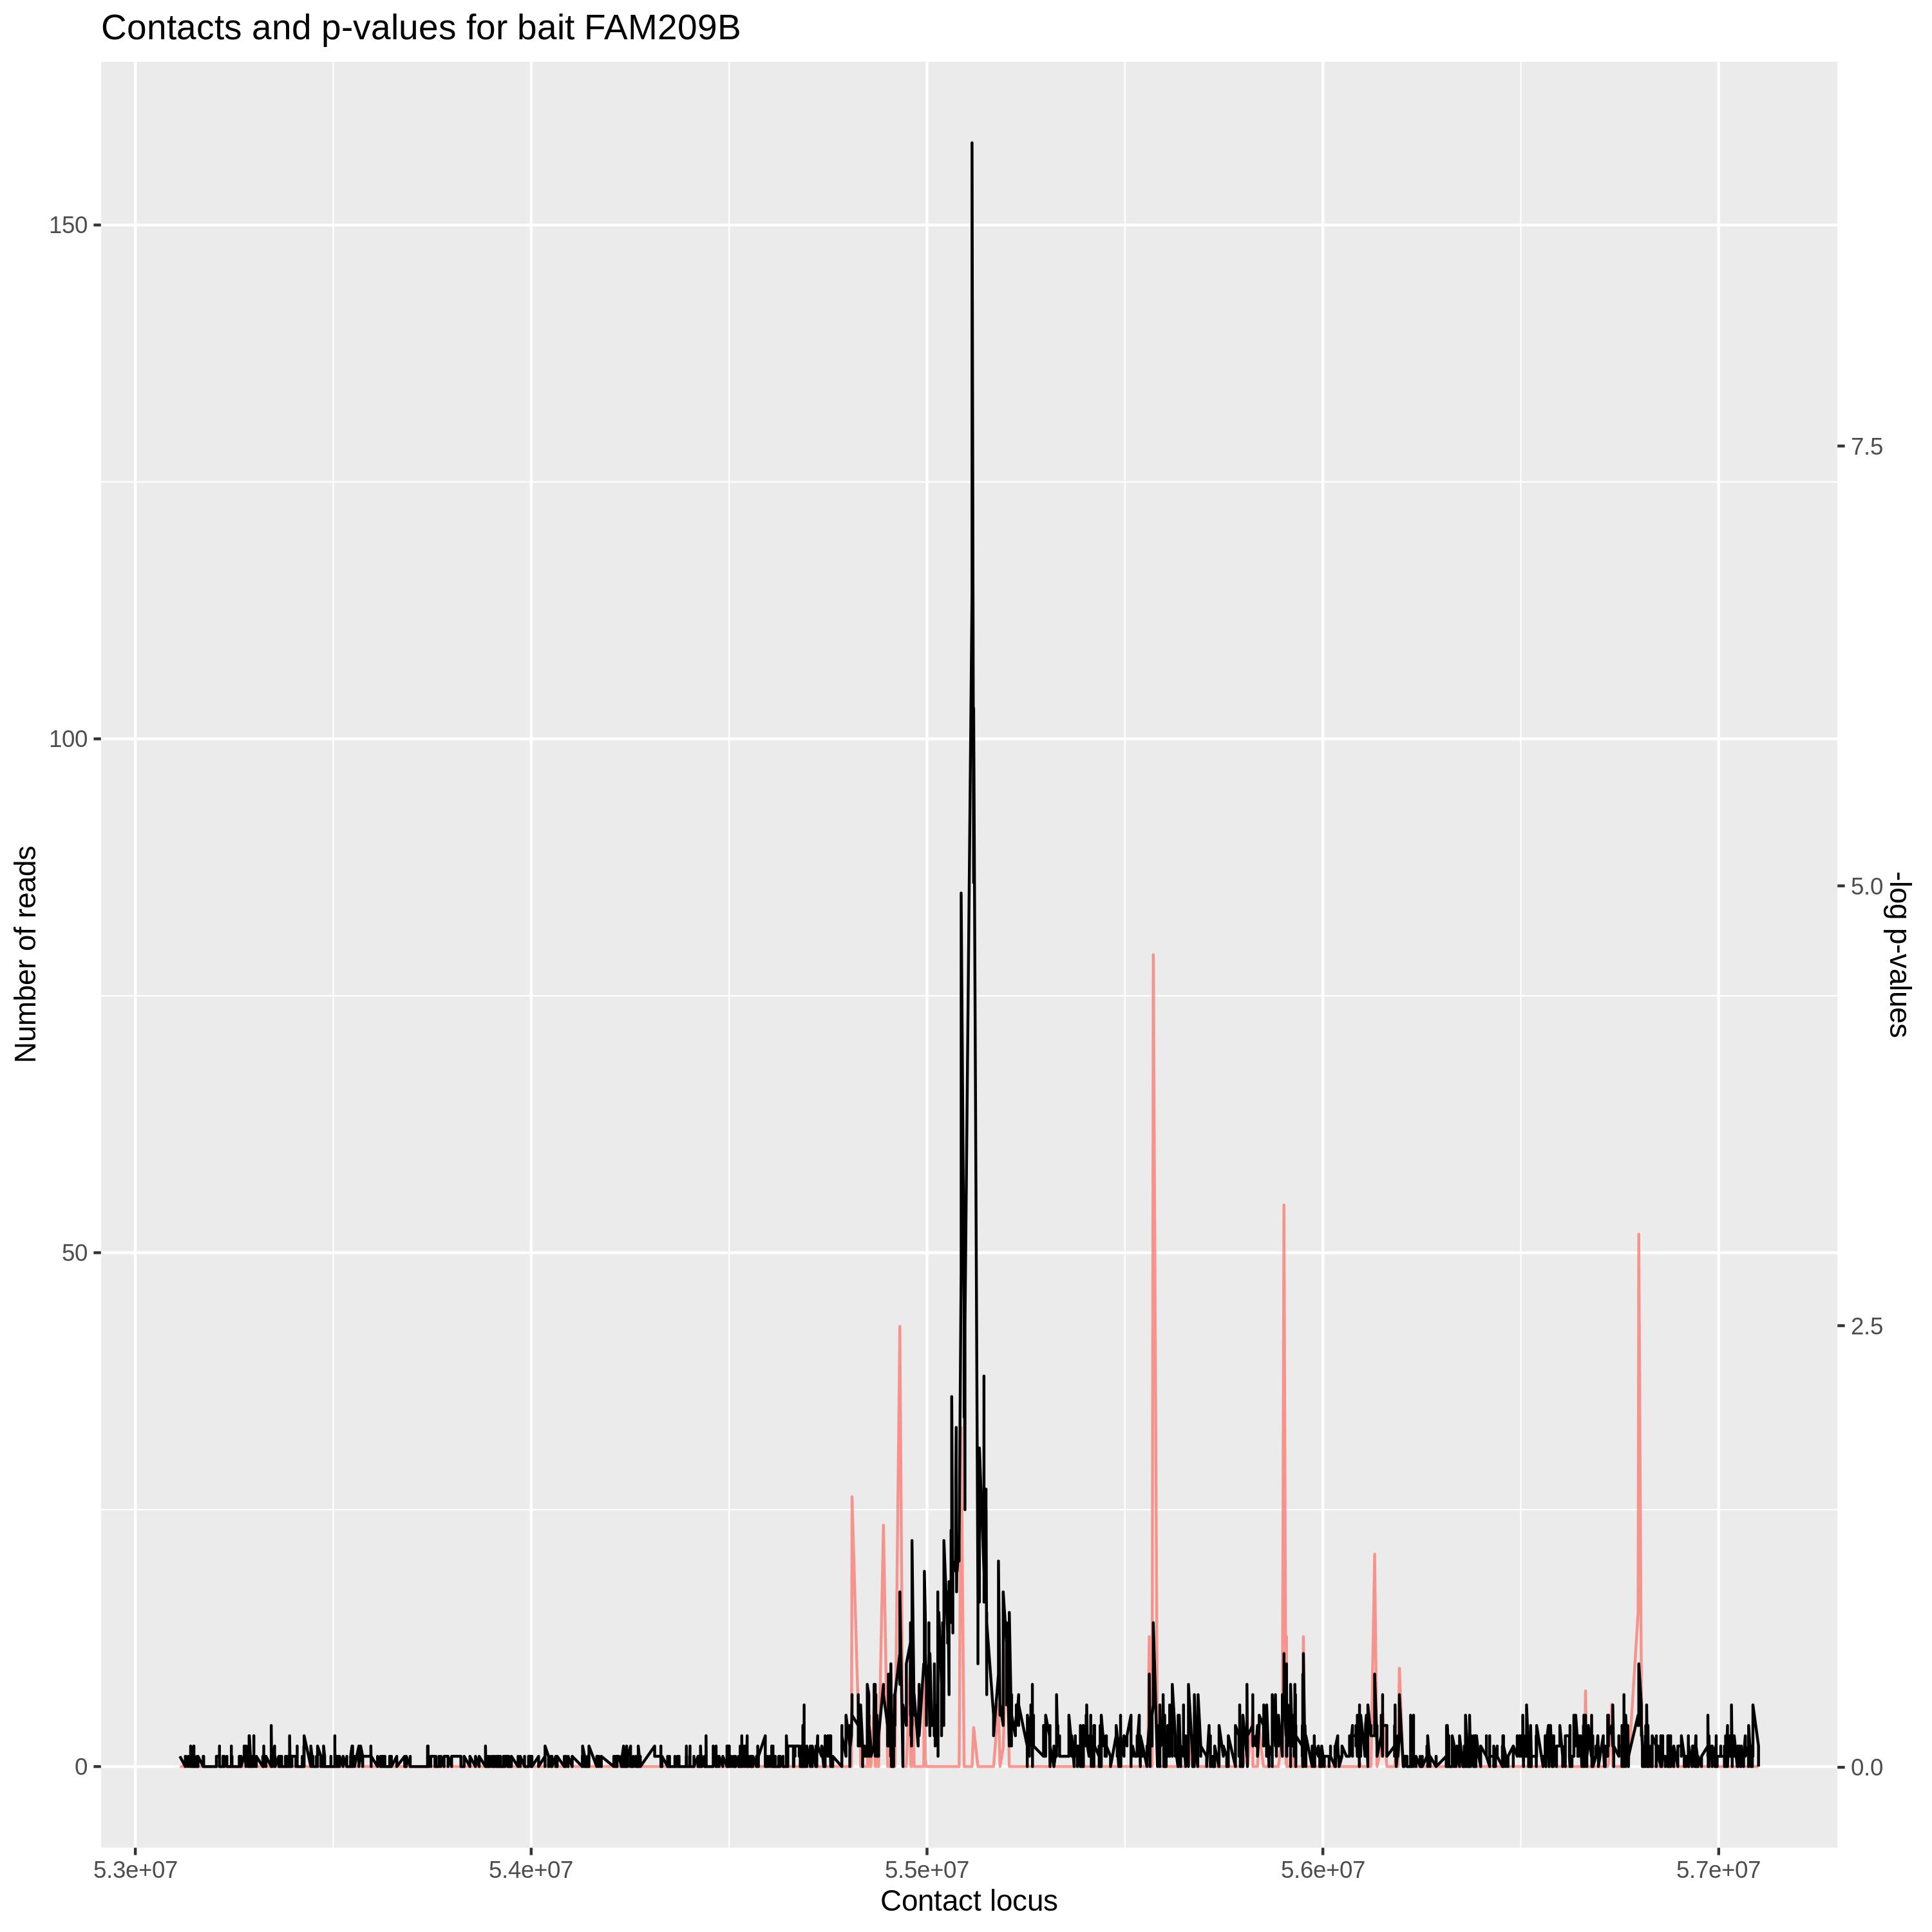 Contacts and p-values for bait FAM209B
150
100
50
0
Number of reads
7.5
5.0
2.5
0.0
-log p-values
5.3e+07 5.4e+07 5.5e+07 5.6e+07 5.7e+07
Contact locus